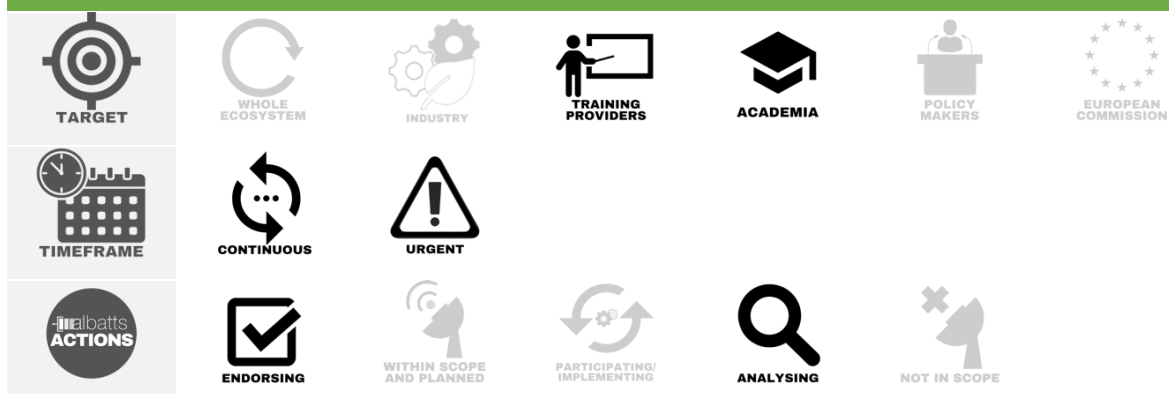 TARGET
WHOLE
ECOSYSTEM
INDUSTRY
TRAINING
PROVIDERS
ACADEMIA
POLICY
MAKERS
EUROPEAN
COMMISSION
TIMEFRAME
CONTINUOUS
URGENT
albatts
ACTIONS
ENDORSING
WITHIN SCOPE
AND PLANNED
PARTICIPATING/
IMPLEMENTING
ANALYSING
NOT IN SCOPE